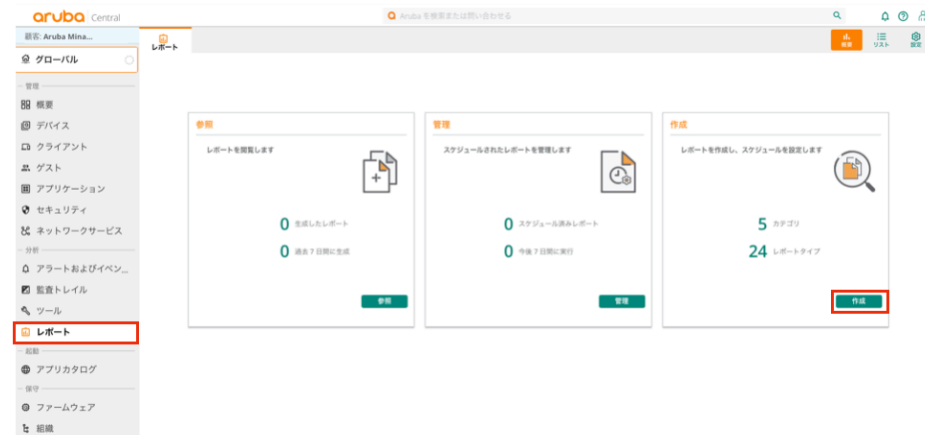 aruba Central
Aruba を検索または問い合わせる
顧客: Aruba Mina...
レポート
概要
リスト
設定
グローバル
管理
概要
デバイス
クライアント
ゲスト
アプリケーション
セキュリティ
ネットワークサービス
分析
アラートおよびイベン...
監査トレイル
ツール
レポート
起動
アプリカタログ
保守
ファームウェア
組織
参照
レポートを閲覧します
0 生成したレポート
0 過去 7 日間に生成
参照
管理
スケジュールされたレポートを管理します
0 スケジュール済みレポート
0 今後 7 日間に実行
管理
作成
レポートを作成し、スケジュールを設定します
5 カテゴリ
24 レポートタイプ
作成